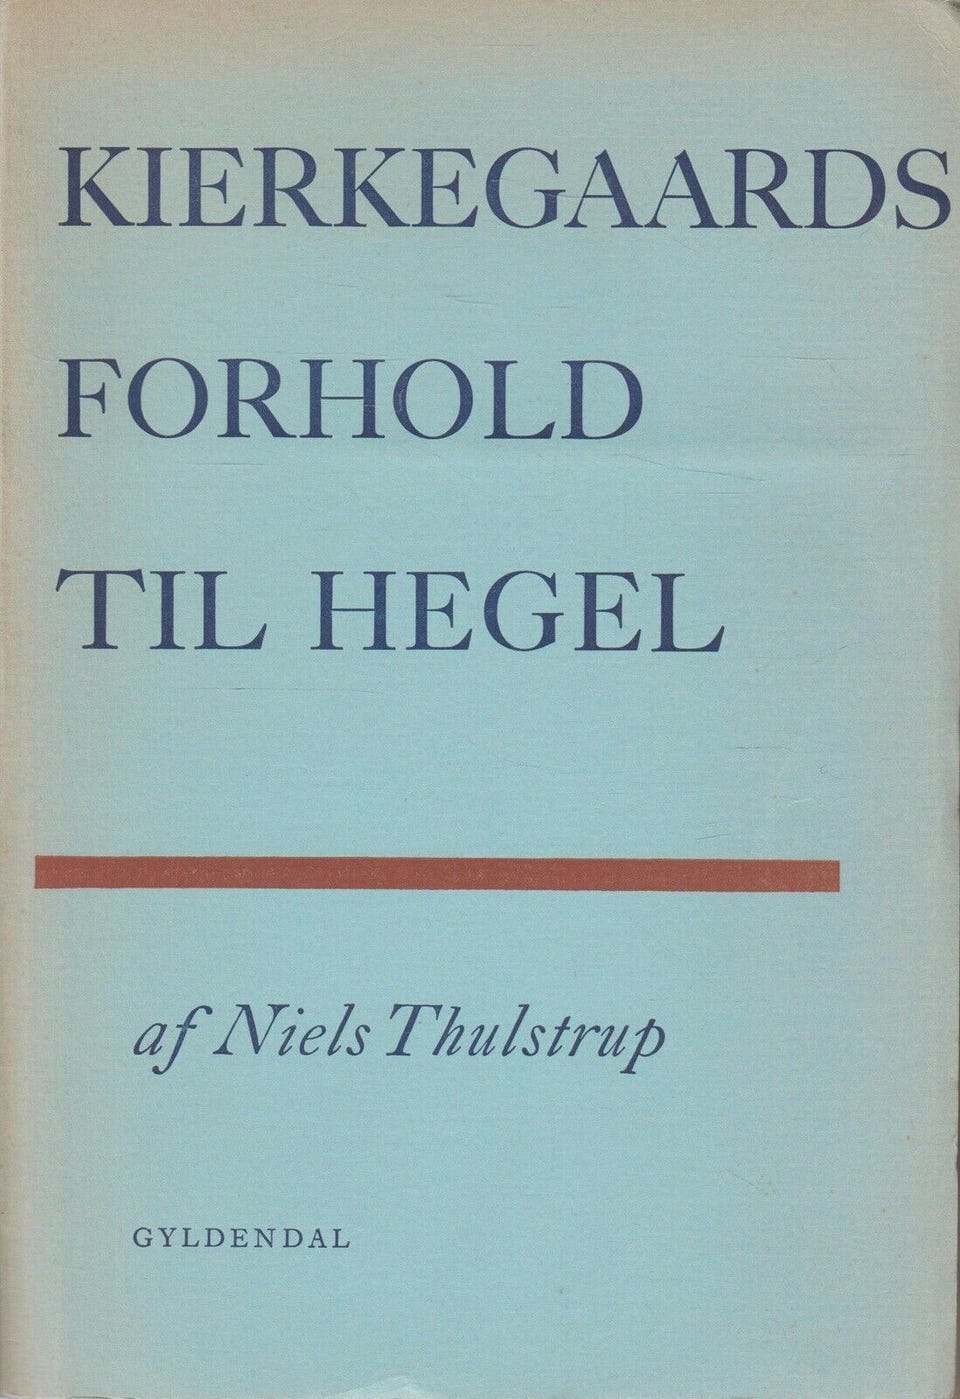 KIERKEGAARDS
FORHOLD
TIL HEGEL
af Niels Thulstrup
GYLDENDAL